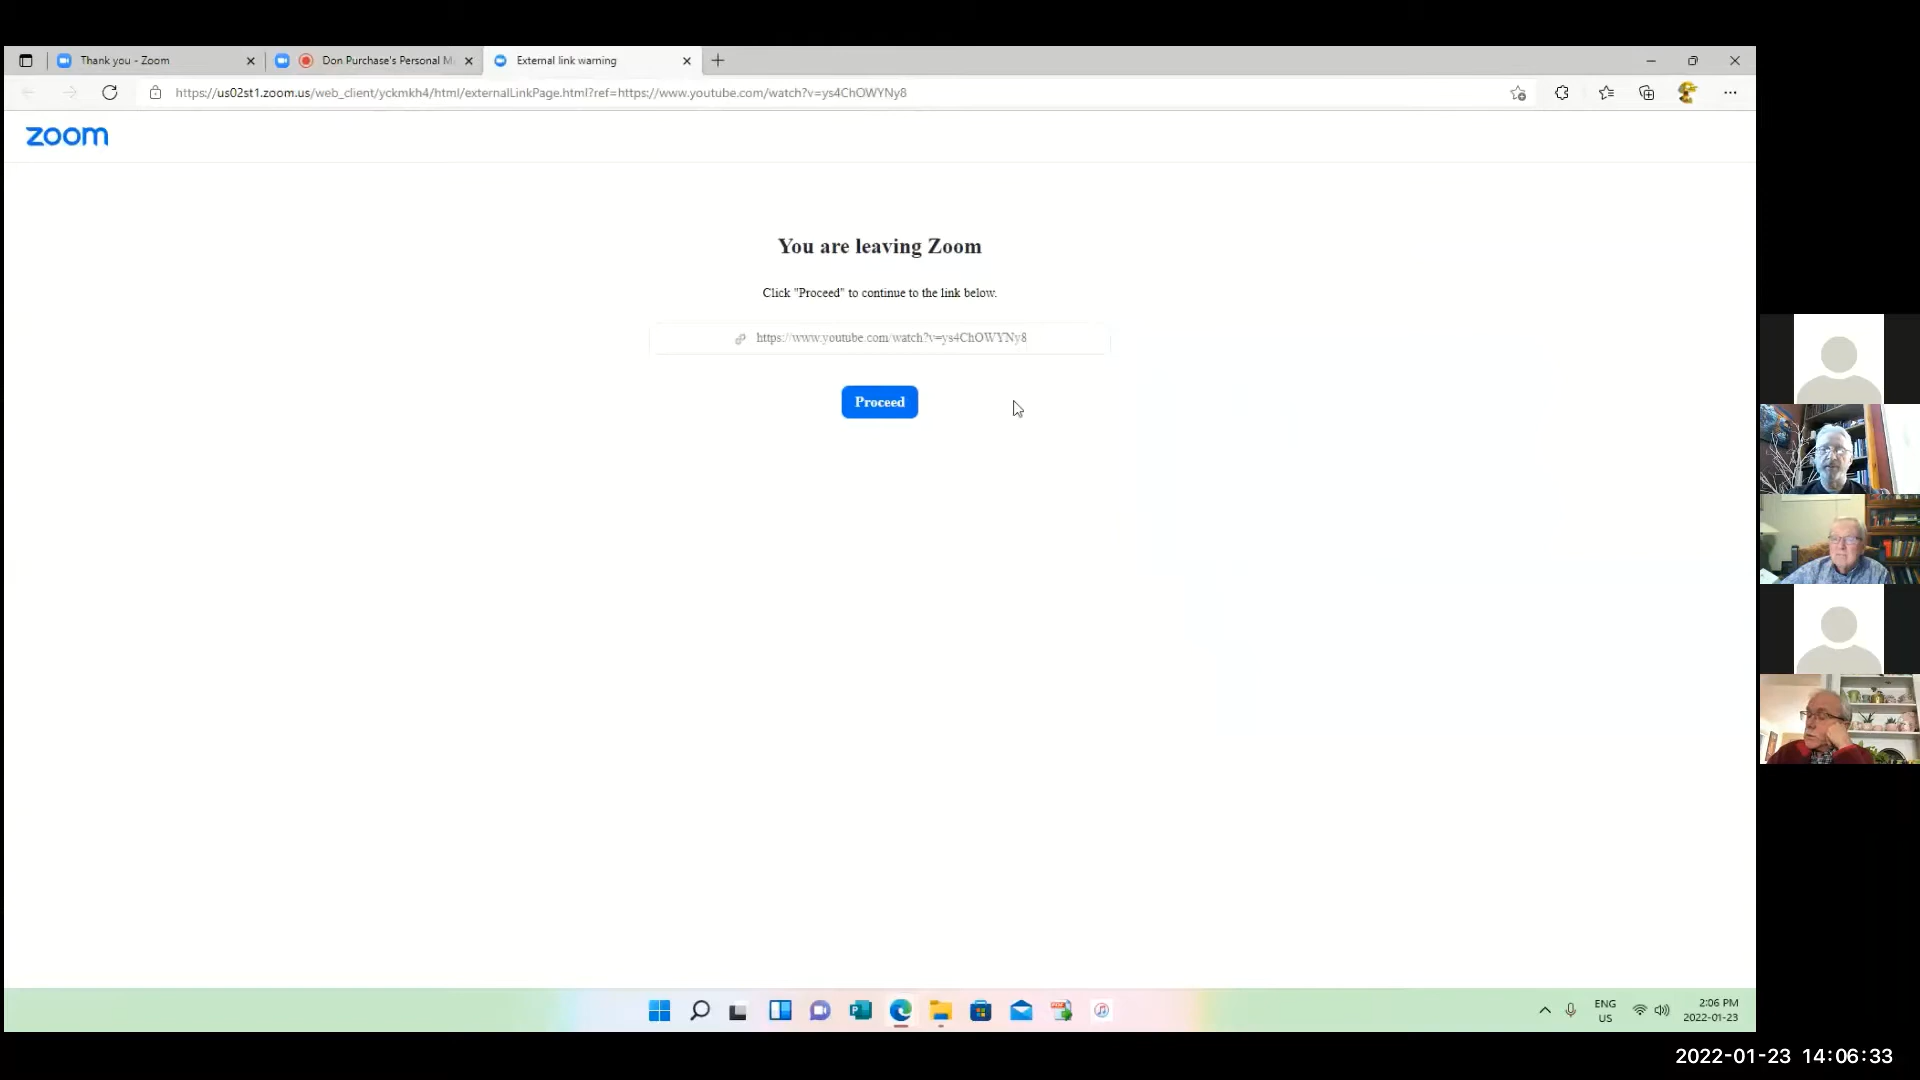 Thank you - Zoom
Don Purchase's Personal M
External link warning
https://us02st1.zoom.us/web_client/yckmkh4/html/externalLinkPage.html?ref=https://www.youtube.com/watch?v=ys4ChOWYNy8
zoom
You are leaving Zoom
Click "Proceed" to continue to the link below.
https://www.youtube.com/watch?v=ys4ChOWYNy8
Proceed
ENG
US
2:06 PM
2022-01-23
2022-01-23 14:06:33